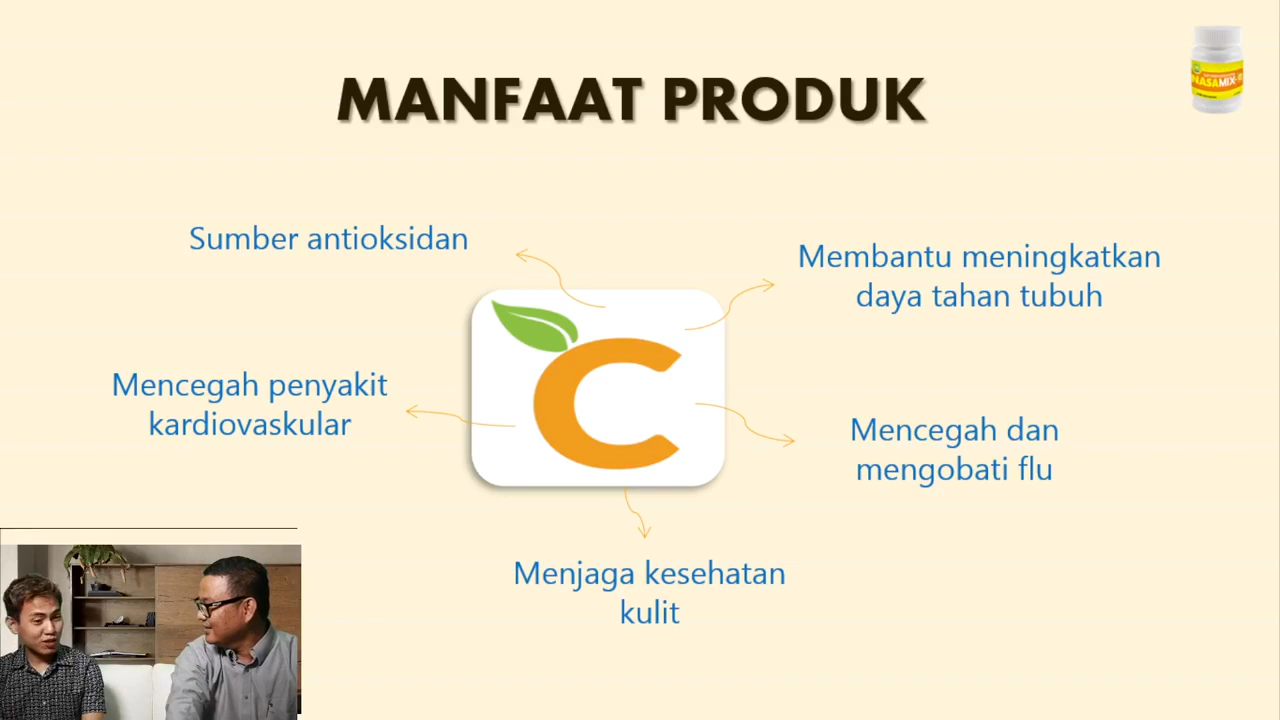 MANFAAT PRODUK
NASAMIX-C
Sumber antioksidan
Membantu meningkatkan
daya tahan tubuh
Mencegah penyakit
kardiovaskular
C
Mencegah dan
mengobati flu
Menjaga kesehatan
kulit